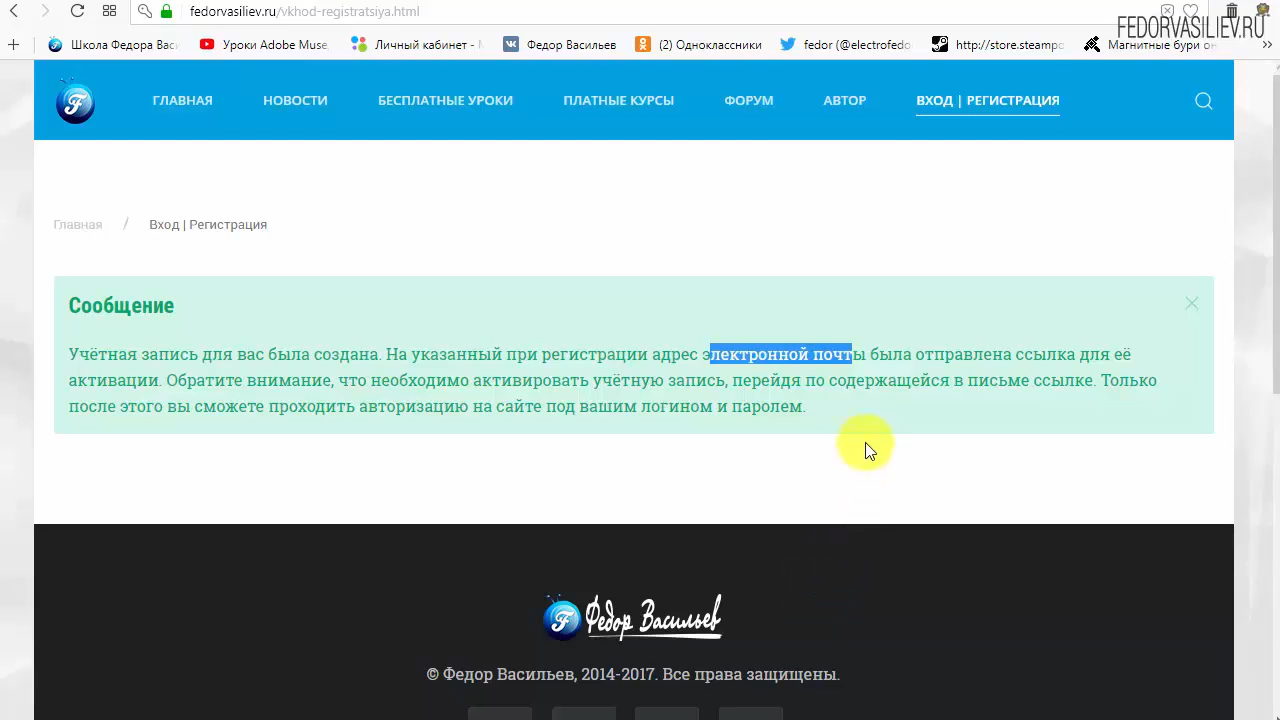 fedorvasiliev.ru/vkhod-registratsiya.html
FEDORVASILIEV.RU
Школа Федора Васи
Уроки Adobe Muse,
Личный кабинет - М
Федор Васильев
(2) Одноклассники
fedor (@electrofedo
http://store.steampo
Магнитные бури он
ГЛАВНАЯ
НОВОСТИ
БЕСПЛАТНЫЕ УРОКИ
ПЛАТНЫЕ КУРСЫ
ФОРУМ
АВТОР
ВХОД | РЕГИСТРАЦИЯ
Главная / Вход | Регистрация
Сообщение
Учётная запись для вас была создана. На указанный при регистрации адрес электронной почты была отправлена ссылка для её
активации. Обратите внимание, что необходимо активировать учётную запись, перейдя по содержащейся в письме ссылке. Только
после этого вы сможете проходить авторизацию на сайте под вашим логином и паролем.
Федор Васильев
© Федор Васильев, 2014-2017. Все права защищены.